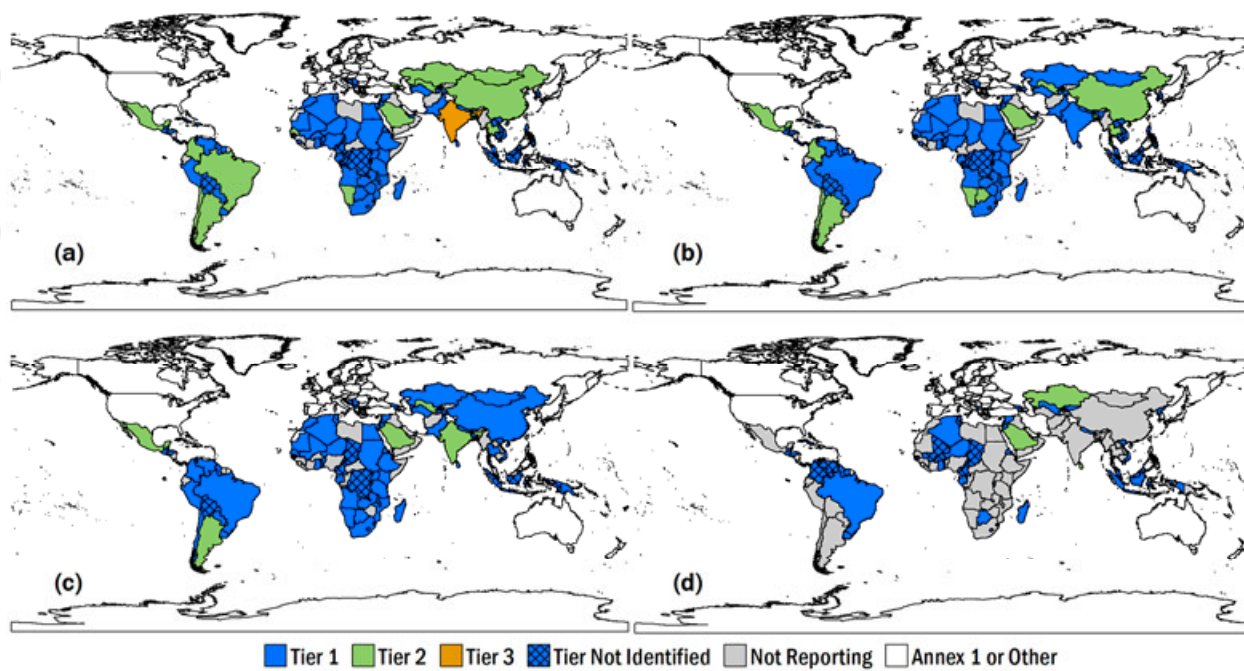 (a)
(b)
(c)
(d)
Tier 1 Tier 2 Tier 3 Tier Not Identified Not Reporting Annex 1 or Other